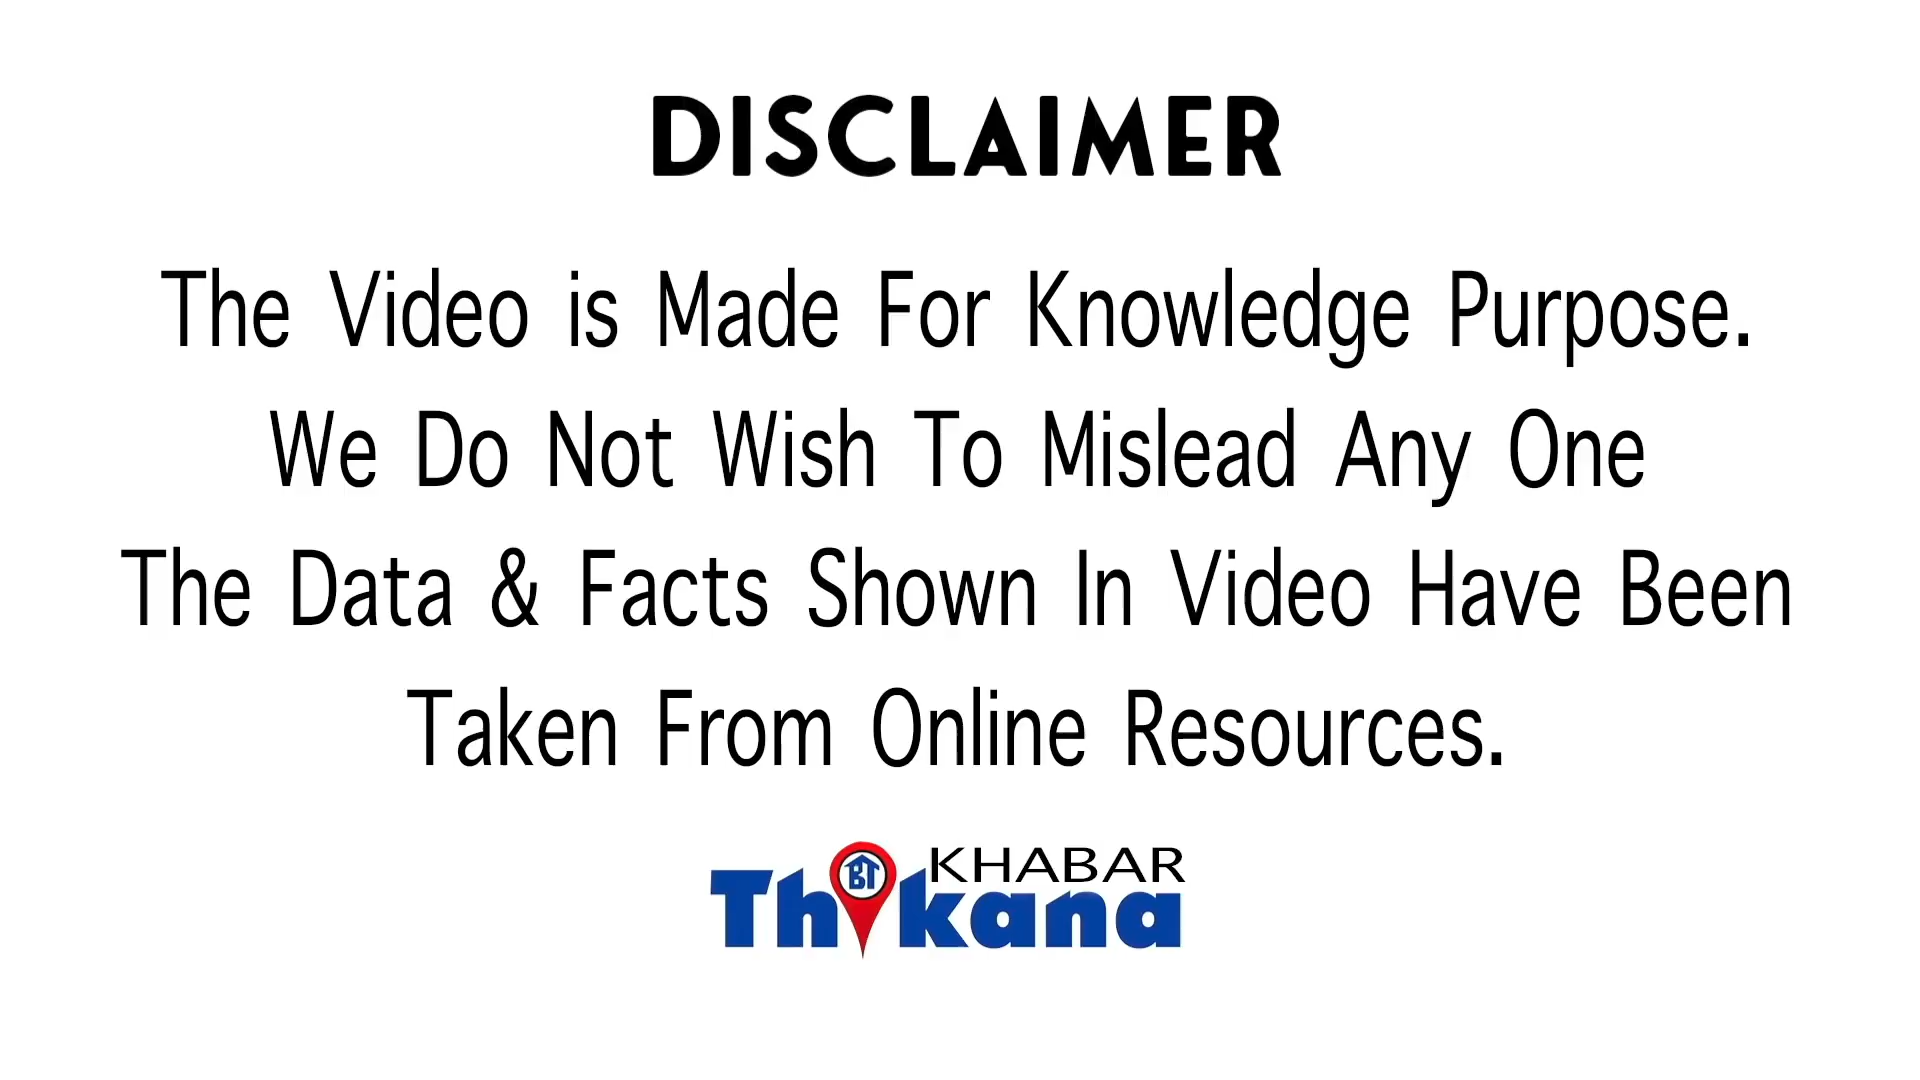 DISCLAIMER
The Video is Made For Knowledge Purpose.
We Do Not Wish To Mislead Any One
The Data & Facts Shown In Video Have Been
Taken From Online Resources.
KHABAR
BT
Thikana